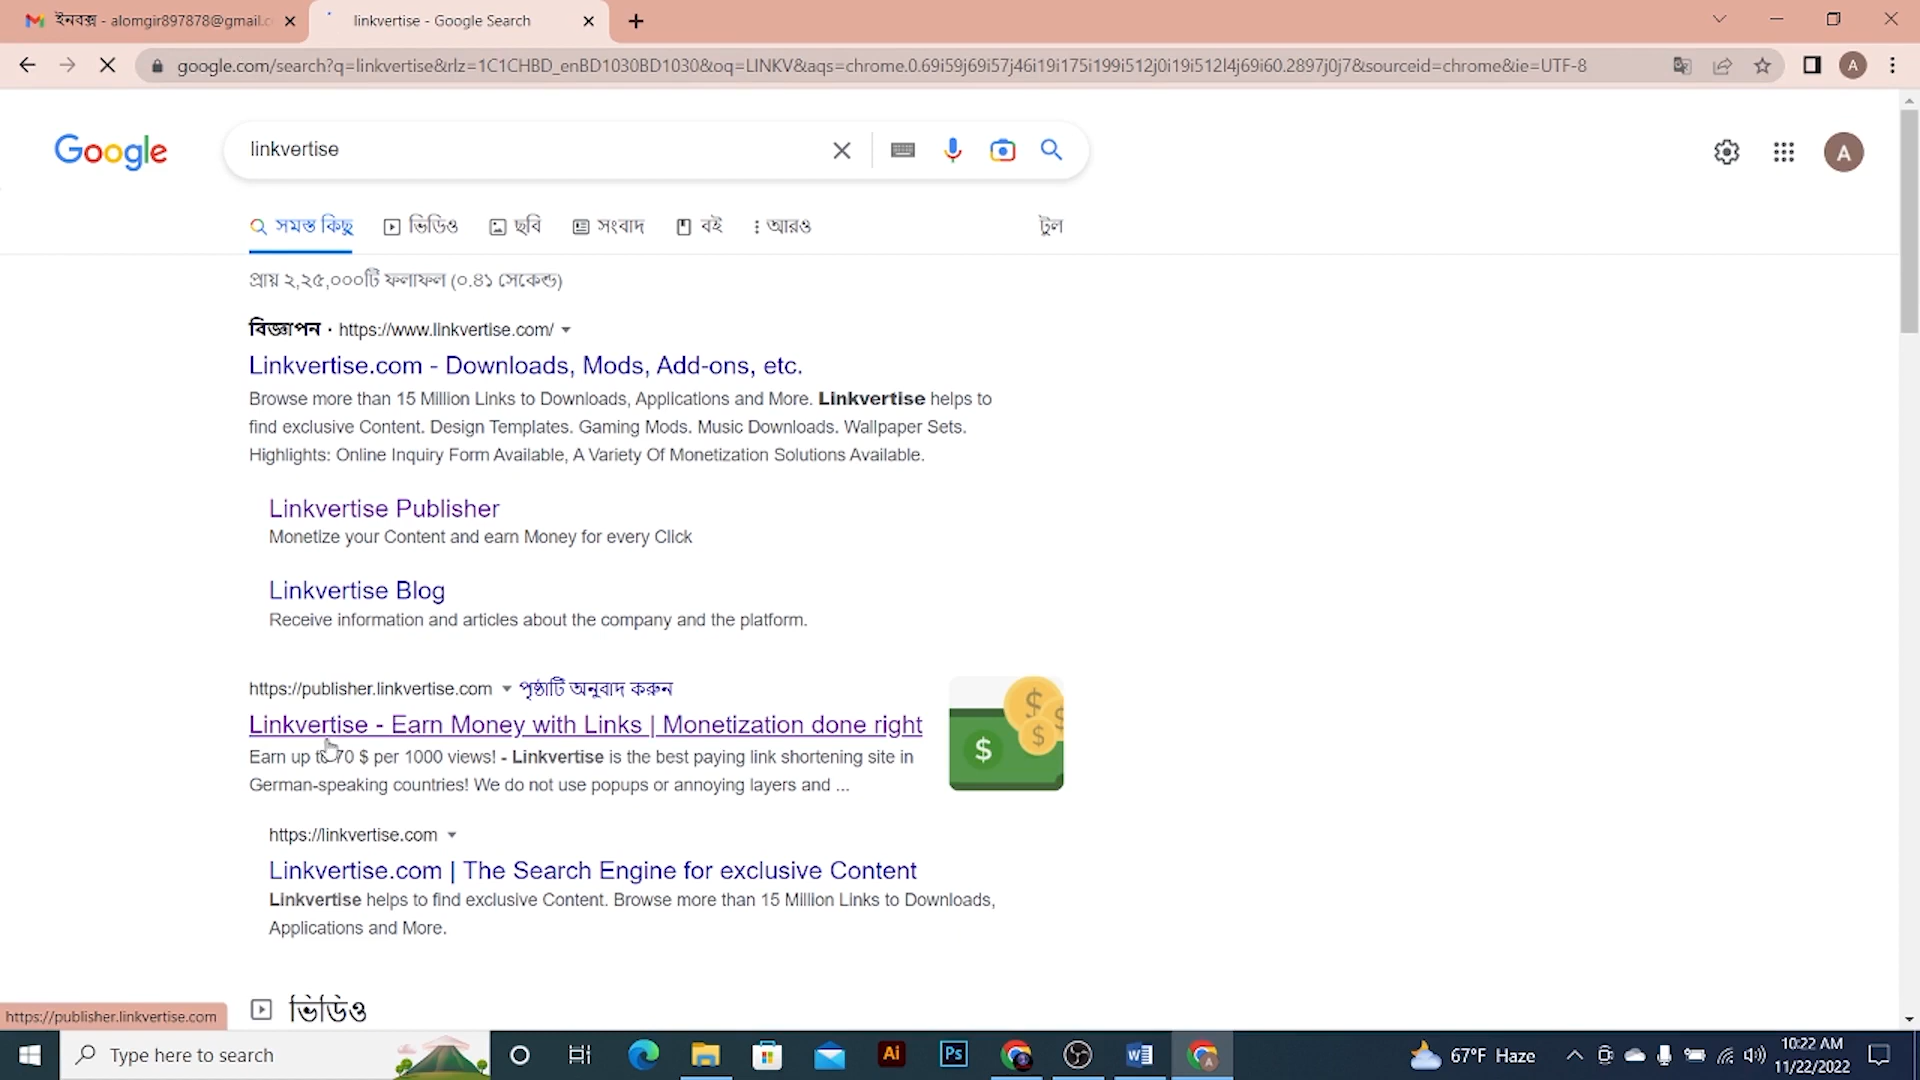 ইনবক্স - alomgir897878@gmail.c
linkvertise - Google Search
google.com/search?q=linkvertise&rlz=1C1CHBD_enBD1030BD1030&oq=LINKV&aqs=chrome.0.69i59j69i57j46i19i175i199i512j0i19i512l4j69i60.2897j0j7&sourceid=chrome&ie=UTF-8
A
Google
linkvertise
A
সমস্ত কিছু
ভিডিও
ছবি
সংবাদ
বই
আরও
টুল
প্রায় ২,২৫,০০০টি ফলাফল (০.৪১ সেকেন্ড)
বিজ্ঞাপন · https://www.linkvertise.com/
Linkvertise.com - Downloads, Mods, Add-ons, etc.
Browse more than 15 Million Links to Downloads, Applications and More. Linkvertise helps to
find exclusive Content. Design Templates. Gaming Mods. Music Downloads. Wallpaper Sets.
Highlights: Online Inquiry Form Available, A Variety Of Monetization Solutions Available.
Linkvertise Publisher
Monetize your Content and earn Money for every Click
Linkvertise Blog
Receive information and articles about the company and the platform.
https://publisher.linkvertise.com পৃষ্ঠাটি অনুবাদ করুন
Linkvertise - Earn Money with Links | Monetization done right
Earn up to 70 $ per 1000 views! - Linkvertise is the best paying link shortening site in
German-speaking countries! We do not use popups or annoying layers and ...
https://linkvertise.com
Linkvertise.com | The Search Engine for exclusive Content
Linkvertise helps to find exclusive Content. Browse more than 15 Million Links to Downloads,
Applications and More.
ভিডিও
https://publisher.linkvertise.com
Type here to search
Ai
Ps
67°F Haze
10:22 AM
11/22/2022